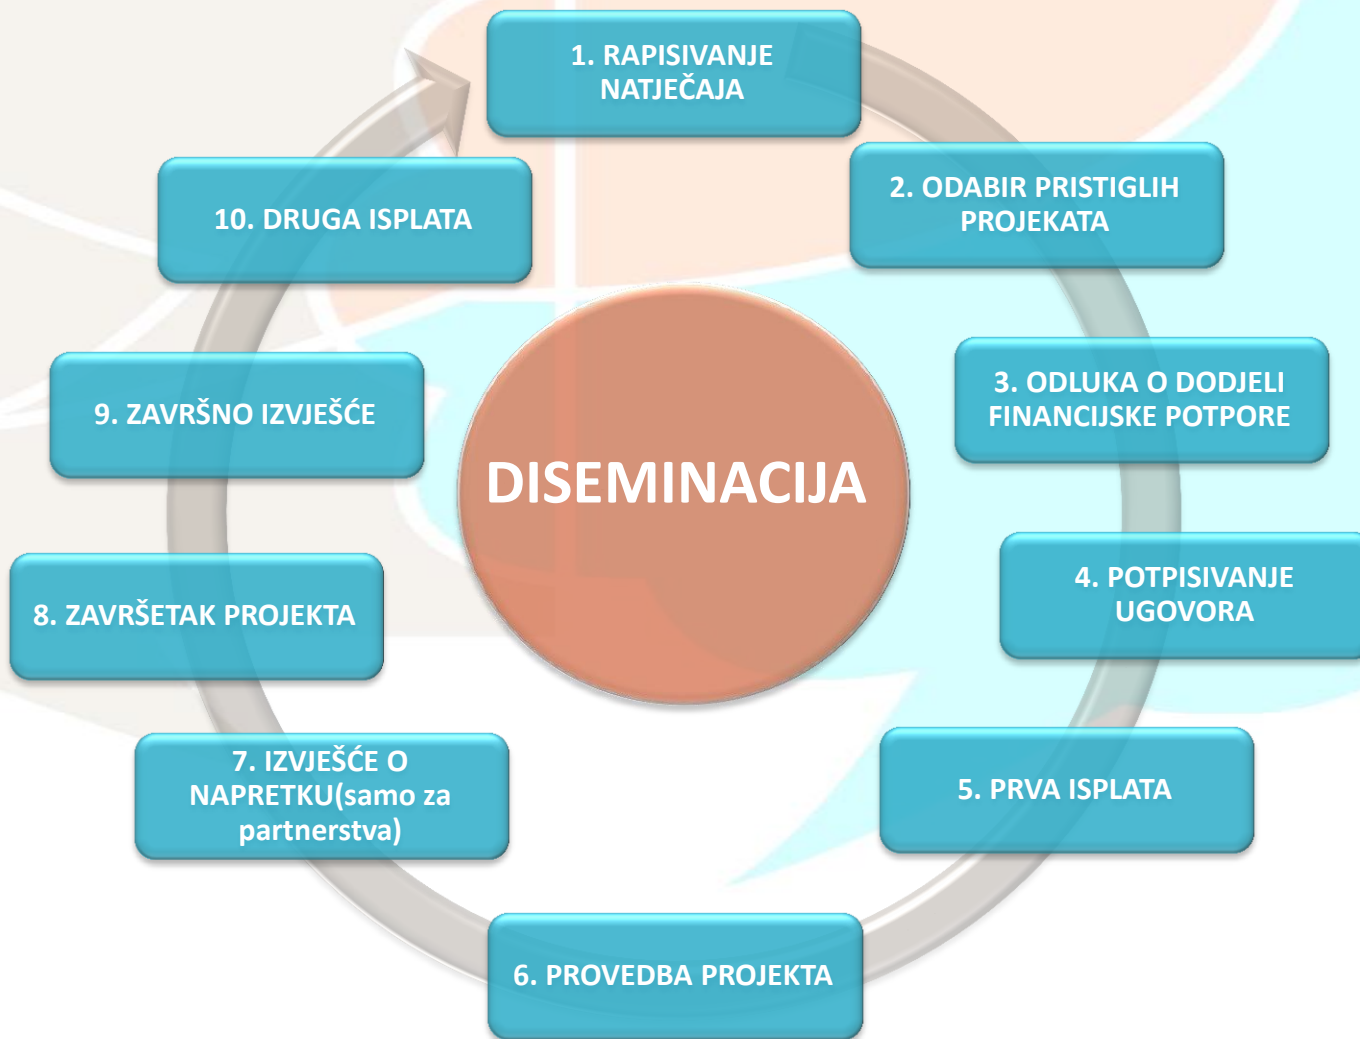 1. RAPISIVANJE
NATJEČAJA
2. ODABIR PRISTIGLIH
PROJEKATA
3. ODLUKA O DODJELI
FINANCIJSKE POTPORE
4. POTPISIVANJE
UGOVORA
5. PRVA ISPLATA
6. PROVEDBA PROJEKTA
7. IZVJEŠĆE O
NAPRETKU(samo za
partnerstva)
8. ZAVRŠETAK PROJEKTA
9. ZAVRŠNO IZVJEŠĆE
10. DRUGA ISPLATA
DISEMINACIJA